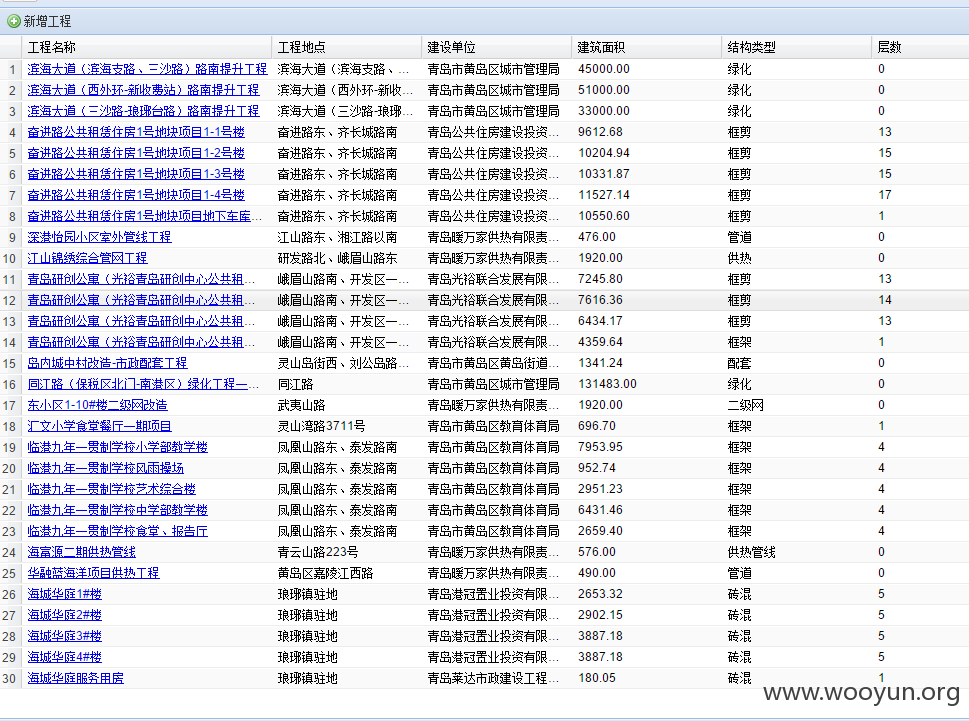 新增工程
工程名称 工程地点 建设单位 建筑面积 结构类型 层数
1 滨海大道（滨海支路、三沙路）路南提升工程 滨海大道（滨海支路、... 青岛市黄岛区城市管理局 45000.00 绿化 0
2 滨海大道（西外环-新收费站）路南提升工程 滨海大道（西外环-新收... 青岛市黄岛区城市管理局 51000.00 绿化 0
3 滨海大道（三沙路-琅琊台路）路南提升工程 滨海大道（三沙路-琅琊... 青岛市黄岛区城市管理局 33000.00 绿化 0
4 奋进路公共租赁住房1号地块项目1-1号楼 奋进路东、齐长城路南 青岛公共住房建设投资... 9612.68 框剪 13
5 奋进路公共租赁住房1号地块项目1-2号楼 奋进路东、齐长城路南 青岛公共住房建设投资... 10204.94 框剪 15
6 奋进路公共租赁住房1号地块项目1-3号楼 奋进路东、齐长城路南 青岛公共住房建设投资... 10331.87 框剪 15
7 奋进路公共租赁住房1号地块项目1-4号楼 奋进路东、齐长城路南 青岛公共住房建设投资... 11527.14 框剪 17
8 奋进路公共租赁住房1号地块项目地下车库... 奋进路东、齐长城路南 青岛公共住房建设投资... 10550.60 框剪 1
9 深港怡园小区室外管线工程 江山路东、湘江路以南 青岛暖万家供热有限责... 476.00 管道 0
10 江山锦绣综合管网工程 研发路北、峨眉山路东 青岛暖万家供热有限责... 1920.00 供热 0
11 青岛研创公寓（光裕青岛研创中心公共租... 峨眉山路南、开发区一... 青岛光裕联合发展有限... 7245.80 框剪 13
12 青岛研创公寓（光裕青岛研创中心公共租... 峨眉山路南、开发区一... 青岛光裕联合发展有限... 7616.36 框剪 14
13 青岛研创公寓（光裕青岛研创中心公共租... 峨眉山路南、开发区一... 青岛光裕联合发展有限... 6434.17 框剪 13
14 青岛研创公寓（光裕青岛研创中心公共租... 峨眉山路南、开发区一... 青岛光裕联合发展有限... 4359.64 框架 1
15 岛内城中村改造-市政配套工程 灵山岛街西、刘公岛路... 青岛市黄岛区黄岛街道... 1341.24 配套 0
16 同江路（保税区北门-南港区）绿化工程—... 同江路 青岛市黄岛区城市管理局 131483.00 绿化 0
17 东小区1-10#楼二级网改造 武夷山路 青岛暖万家供热有限责... 1920.00 二级网 0
18 汇文小学食堂餐厅一期项目 灵山湾路3711号 青岛市黄岛区教育体育局 696.70 框架 1
19 临港九年一贯制学校小学部教学楼 凤凰山路东、泰发路南 青岛市黄岛区教育体育局 7953.95 框架 4
20 临港九年一贯制学校风雨操场 凤凰山路东、泰发路南 青岛市黄岛区教育体育局 952.74 框架 4
21 临港九年一贯制学校艺术综合楼 凤凰山路东、泰发路南 青岛市黄岛区教育体育局 2951.23 框架 4
22 临港九年一贯制学校中学部教学楼 凤凰山路东、泰发路南 青岛市黄岛区教育体育局 6431.46 框架 4
23 临港九年一贯制学校食堂、报告厅 凤凰山路东、泰发路南 青岛市黄岛区教育体育局 2659.40 框架 4
24 海富源二期供热管线 青云山路223号 青岛暖万家供热有限责... 576.00 供热管线 0
25 华融蓝海洋项目供热工程 黄岛区嘉陵江西路 青岛暖万家供热有限责... 490.00 管道 0
26 海城华庭1#楼 琅琊镇驻地 青岛港冠置业投资有限... 2653.32 砖混 5
27 海城华庭2#楼 琅琊镇驻地 青岛港冠置业投资有限... 2902.15 砖混 5
28 海城华庭3#楼 琅琊镇驻地 青岛港冠置业投资有限... 3887.18 砖混 5
29 海城华庭4#楼 琅琊镇驻地 青岛港冠置业投资有限... 3887.18 砖混 5
30 海城华庭服务用房 琅琊镇驻地 青岛莱达市政建设工程... 180.05 砖混 1
www.wooyun.org